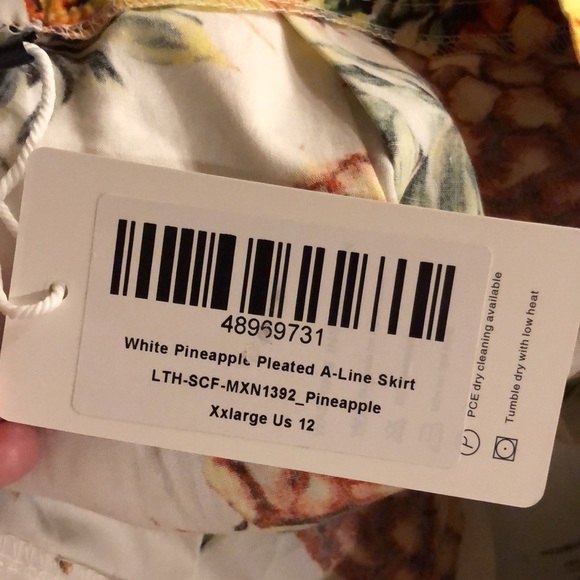 48969731
White Pineapple Pleated A-Line Skirt
LTH-SCF-MXN1392_Pineapple
Xxlarge Us 12
P PCE dry cleaning available
Tumble dry with low heat